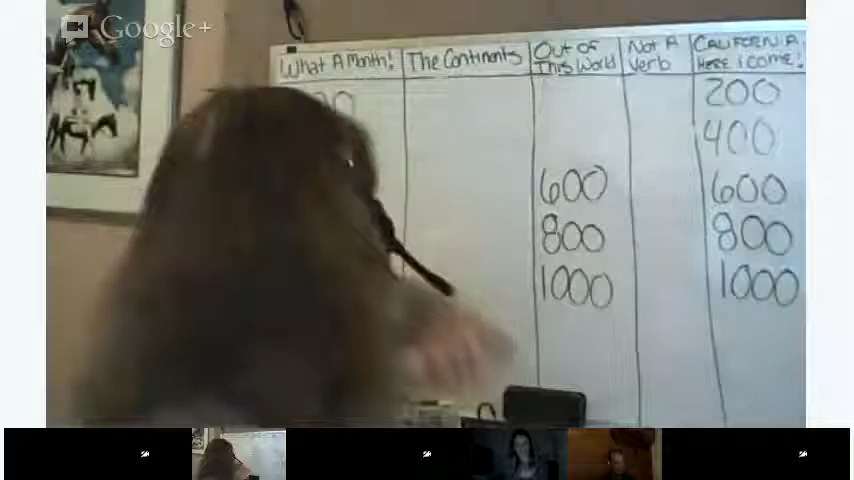 Google+
What A Month!
The Continents
Out of
This World
Not A
Verb
CALIFORNIA
HERE I COME!
200
400
600
600
800
800
1000
1000